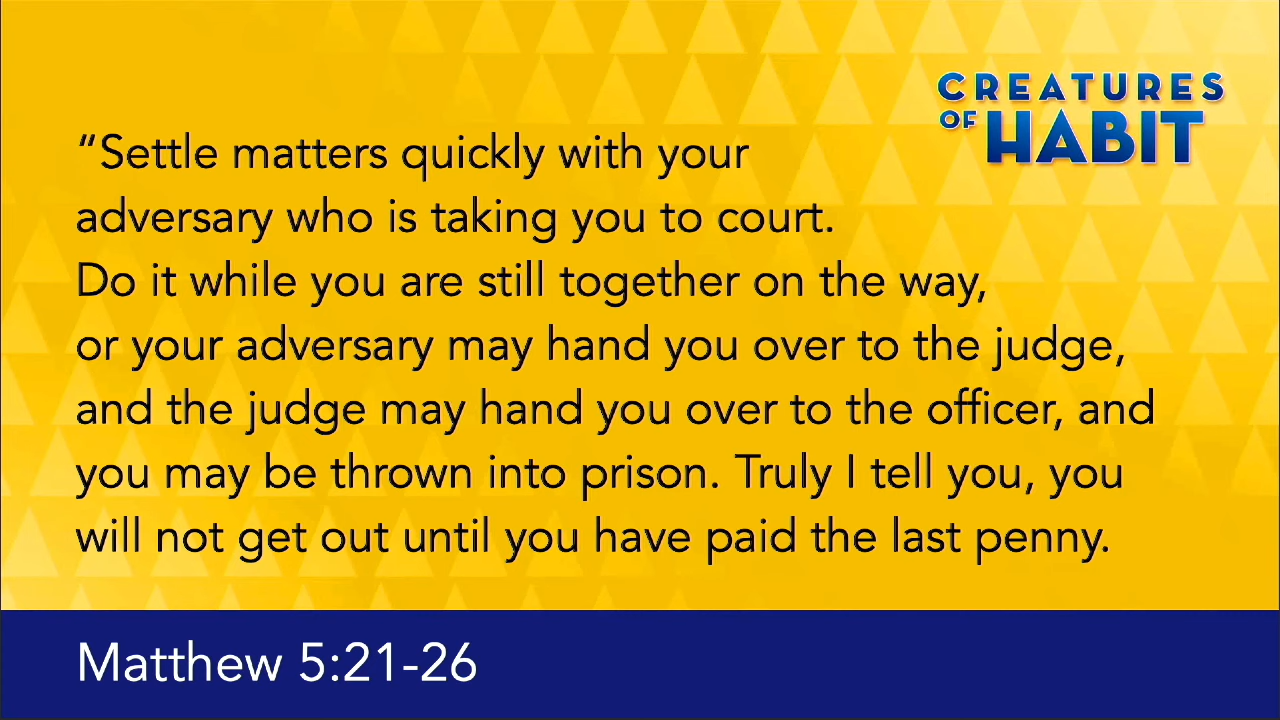 CREATURES
OF HABIT
“Settle matters quickly with your
adversary who is taking you to court.
Do it while you are still together on the way,
or your adversary may hand you over to the judge,
and the judge may hand you over to the officer, and
you may be thrown into prison. Truly I tell you, you
will not get out until you have paid the last penny.
Matthew 5:21-26